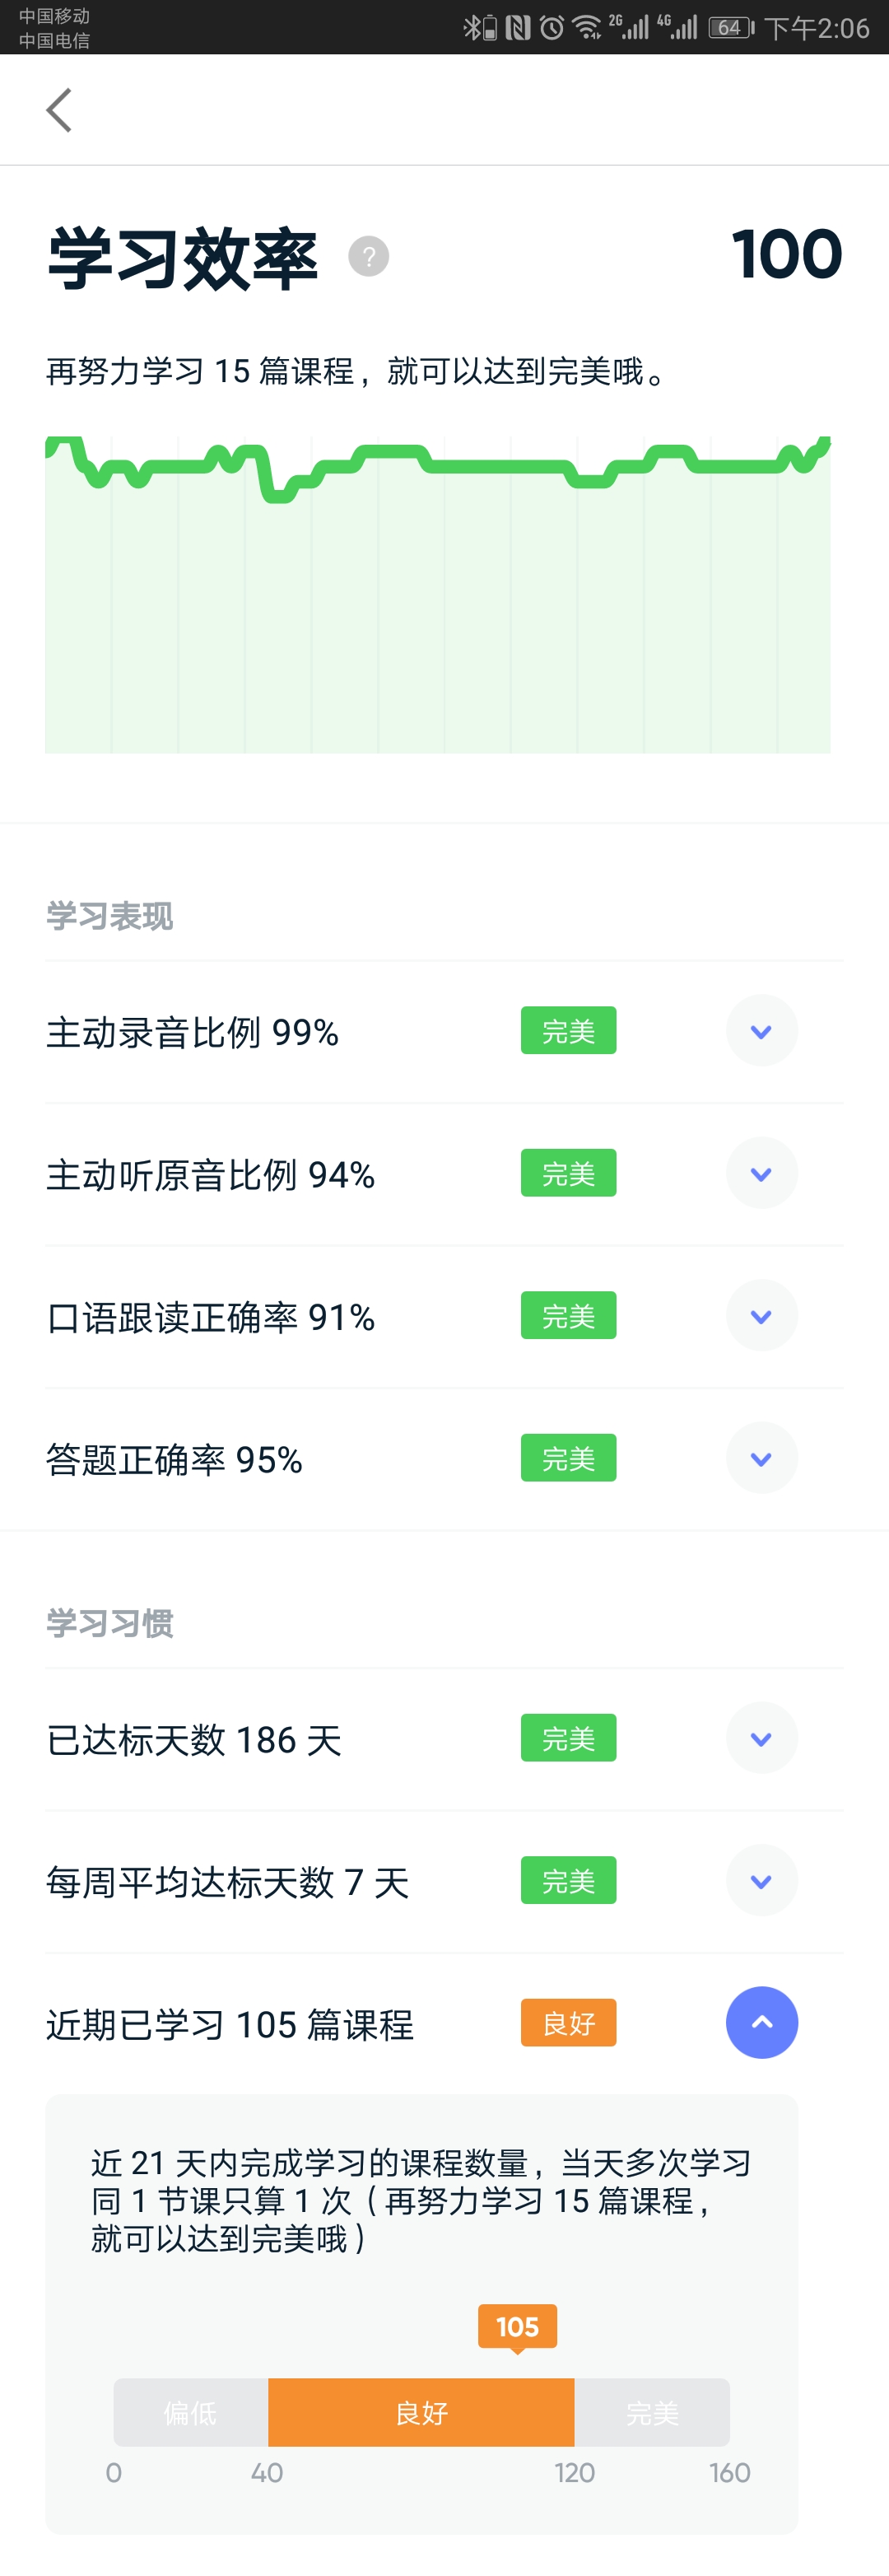 中国移动
中国电信
2G 4G 64 下午2:06
学习效率 ? 100
再努力学习 15 篇课程，就可以达到完美哦。
学习表现
主动录音比例 99% 完美
主动听原音比例 94% 完美
口语跟读正确率 91% 完美
答题正确率 95% 完美
学习习惯
已达标天数 186 天 完美
每周平均达标天数 7 天 完美
近期已学习 105 篇课程 良好
近 21 天内完成学习的课程数量，当天多次学习
同 1 节课只算 1 次（再努力学习 15 篇课程，
就可以达到完美哦）
105
偏低 良好 完美
0 40 120 160